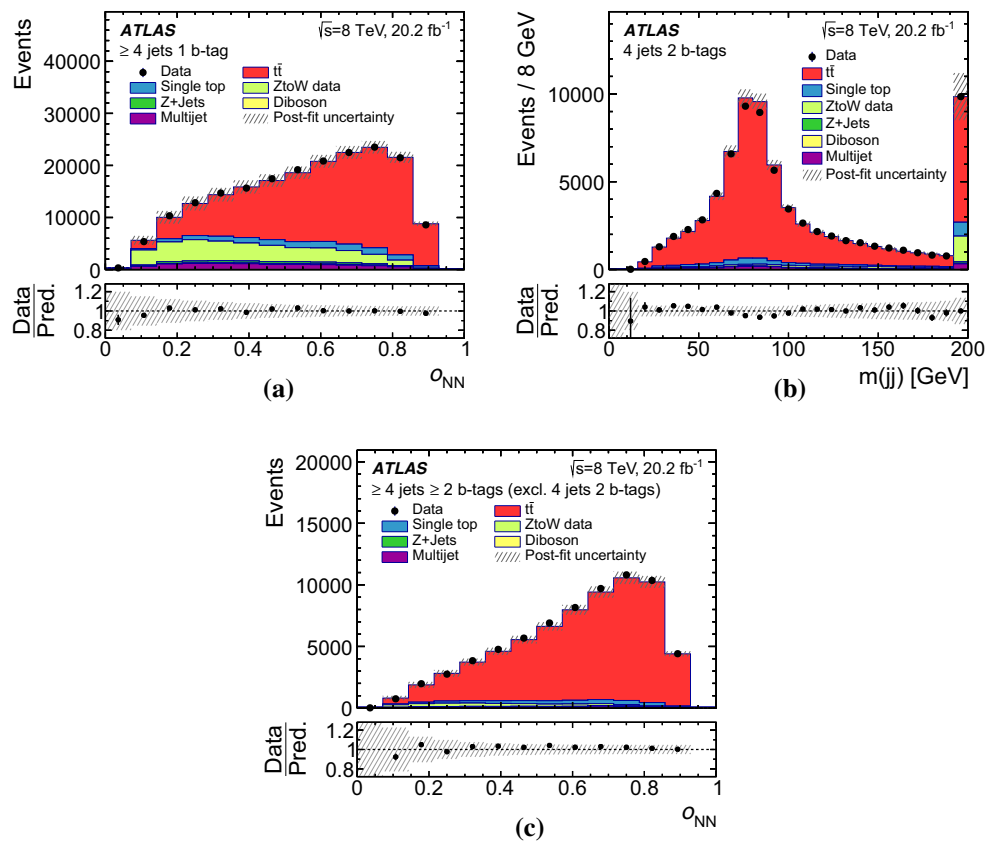 Events
50000
40000
30000
20000
10000
0
ATLAS
√s=8 TeV, 20.2 fb-1
≥ 4 jets 1 b-tag
Data
tt̄
Single top
ZtoW data
Z+Jets
Diboson
Multijet
Post-fit uncertainty
Data
Pred.
1.2
1
0.8
0 0.2 0.4 0.6 0.8 1
oNN
(a)
Events / 8 GeV
10000
5000
0
ATLAS
√s=8 TeV, 20.2 fb-1
4 jets 2 b-tags
Data
tt̄
Single top
ZtoW data
Z+Jets
Diboson
Multijet
Post-fit uncertainty
Data
Pred.
1.2
1
0.8
0 50 100 150 200
m(jj) [GeV]
(b)
Events
20000
15000
10000
5000
0
ATLAS
√s=8 TeV, 20.2 fb-1
≥ 4 jets ≥ 2 b-tags (excl. 4 jets 2 b-tags)
Data
tt̄
Single top
ZtoW data
Z+Jets
Diboson
Multijet
Post-fit uncertainty
Data
Pred.
1.2
1
0.8
0 0.2 0.4 0.6 0.8 1
oNN
(c)